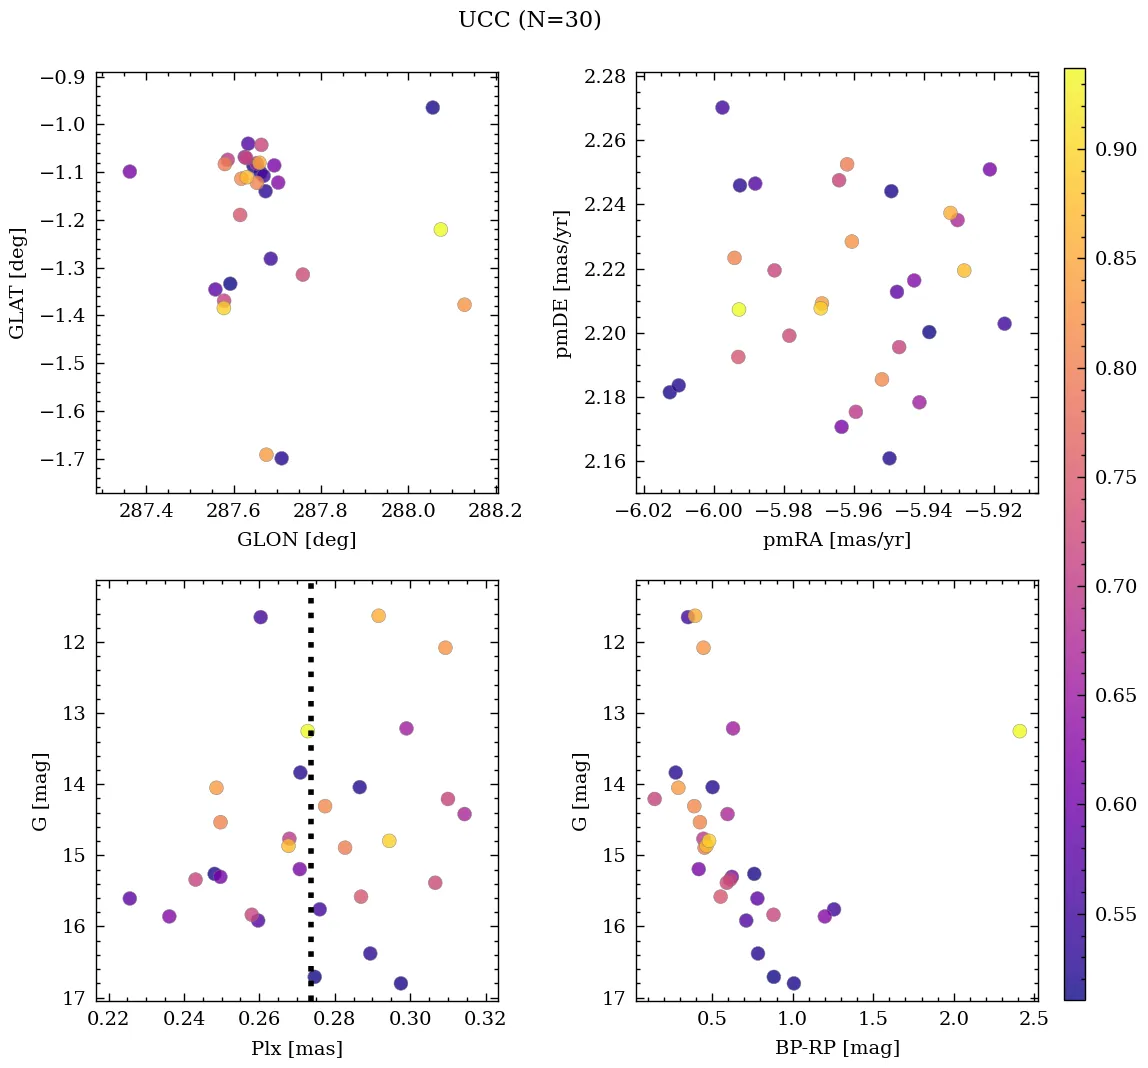 UCC (N=30)
−0.9
−1.0
−1.1
−1.2
−1.3
−1.4
−1.5
−1.6
−1.7
GLAT [deg]
287.4 287.6 287.8 288.0 288.2
GLON [deg]
2.28
2.26
2.24
2.22
2.20
2.18
2.16
pmDE [mas/yr]
−6.02 −6.00 −5.98 −5.96 −5.94 −5.92
pmRA [mas/yr]
12
13
14
15
16
17
G [mag]
0.22 0.24 0.26 0.28 0.30 0.32
Plx [mas]
12
13
14
15
16
17
G [mag]
0.5 1.0 1.5 2.0 2.5
BP-RP [mag]
0.90
0.85
0.80
0.75
0.70
0.65
0.60
0.55